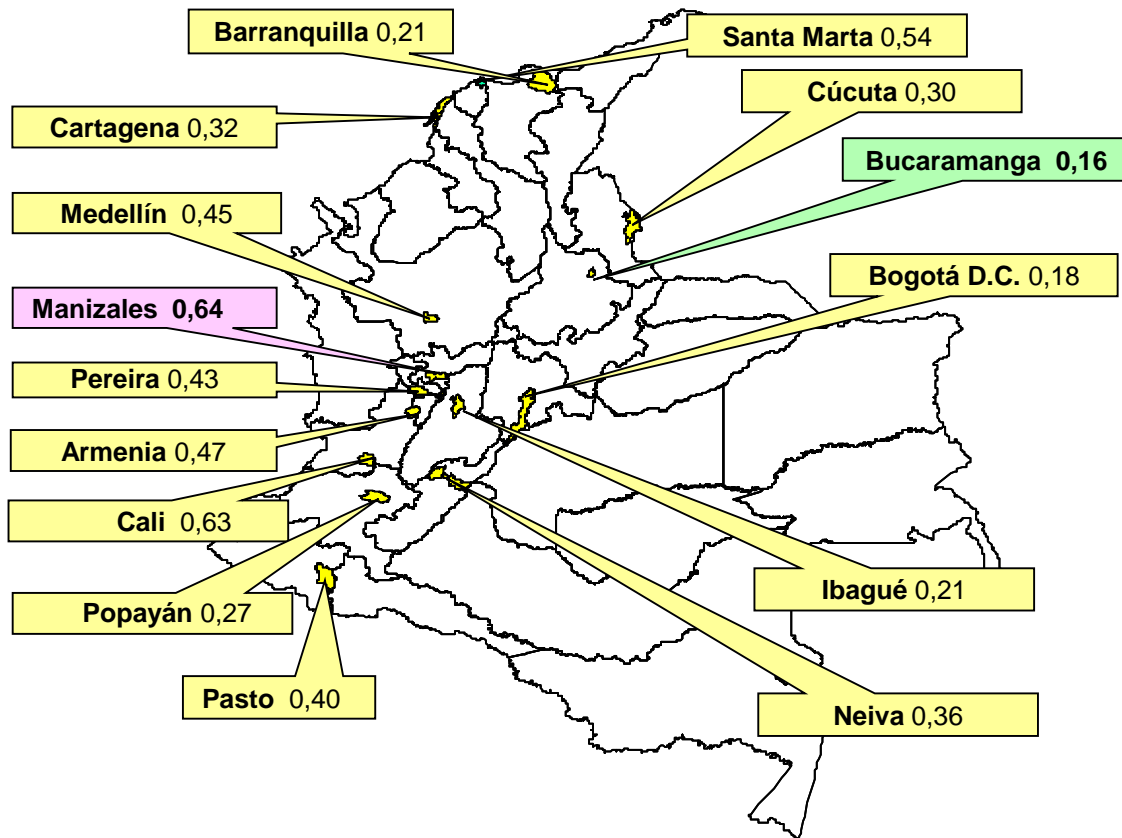 Barranquilla 0,21
Santa Marta 0,54
Cúcuta 0,30
Cartagena 0,32
Bucaramanga 0,16
Medellín 0,45
Bogotá D.C. 0,18
Manizales 0,64
Pereira 0,43
Armenia 0,47
Cali 0,63
Ibagué 0,21
Popayán 0,27
Pasto 0,40
Neiva 0,36